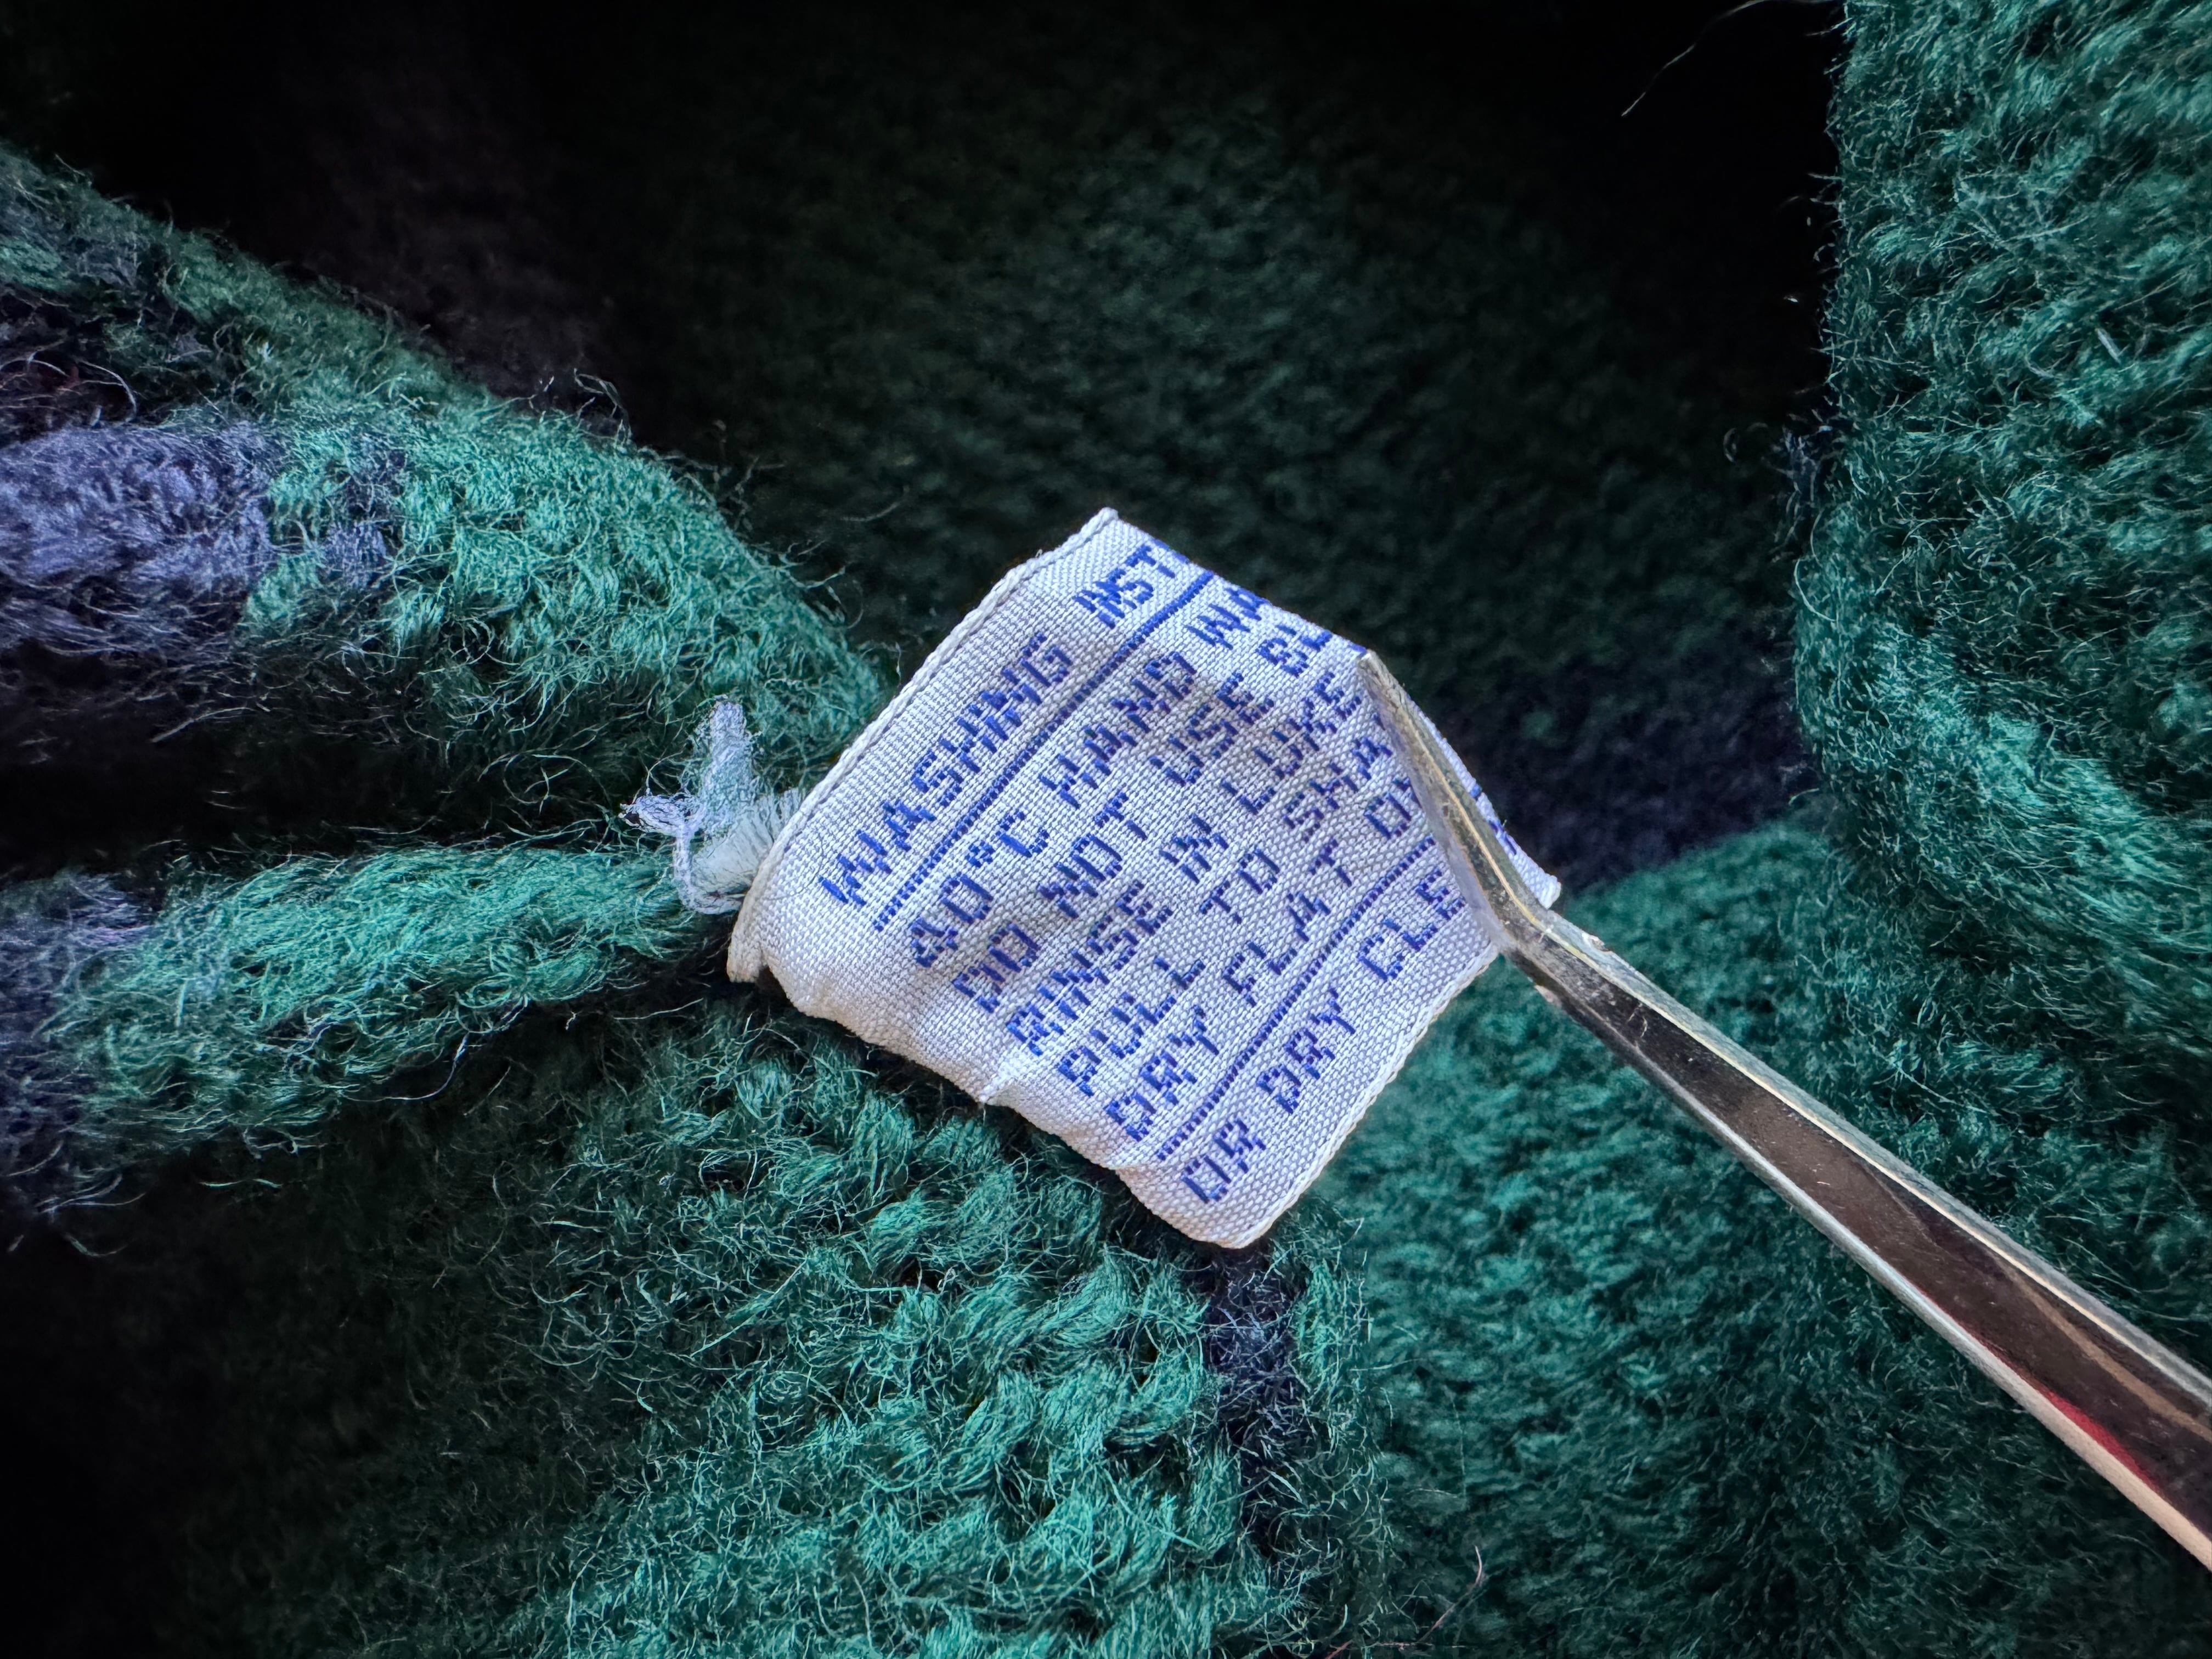 WASHING INST
40°C HAND WA
DO NOT USE BL
RINSE IN LUKE
PULL TO SHA
DRY FLAT O
OR DRY CLE